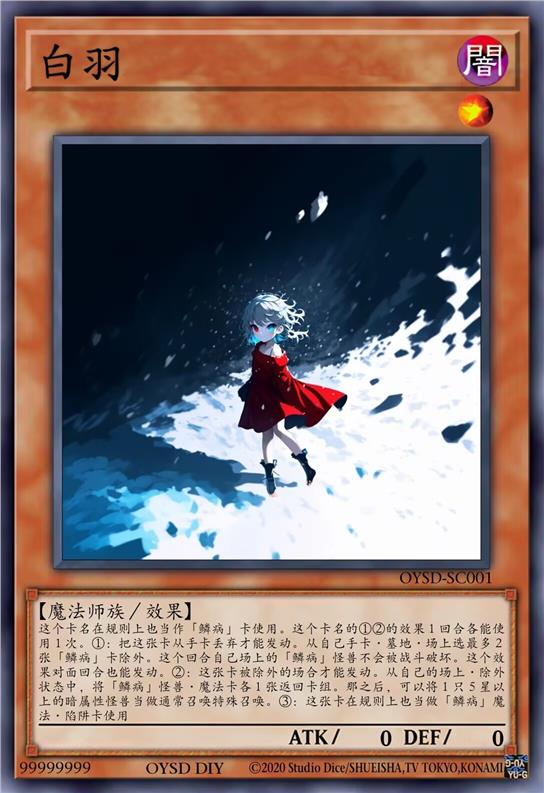 白羽
闇
OYSD-SC001
【魔法师族／效果】
这个卡名在规则上也当作「鳞病」卡使用。这个卡名的①②的效果1回合各能使
用1次。①：把这张卡从手卡丢弃才能发动。从自己手卡·墓地·场上选最多2
张「鳞病」卡除外。这个回合自己场上的「鳞病」怪兽不会被战斗破坏。这个效
果对面回合也能发动。②：这张卡被除外的场合才能发动。从自己的场上·除外
状态中，将「鳞病」怪兽·魔法卡各1张返回卡组。那之后，可以将1只5星以
上的暗属性怪兽当做通常召唤特殊召唤。③：这张卡在规则上也当做「鳞病」魔
法·陷阱卡使用
ATK/ 0 DEF/ 0
99999999 OYSD DIY ©2020 Studio Dice/SHUEISHA,TV TOKYO,KONAMI